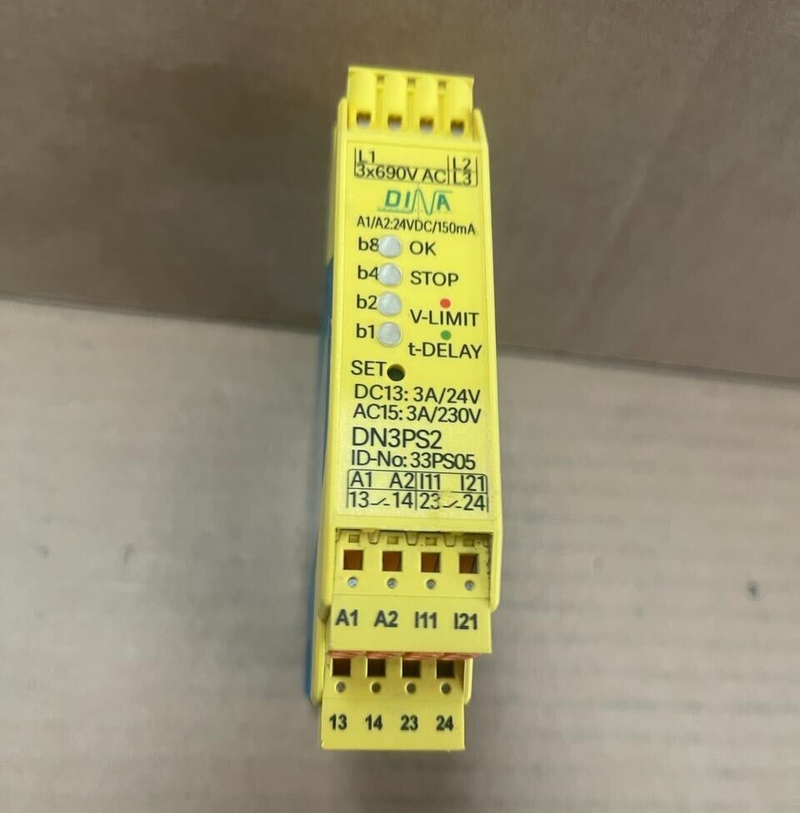 L1 L2
3x690V AC L3
DINA
A1/A2:24VDC/150mA
b8 OK
b4 STOP
b2 V-LIMIT
b1 t-DELAY
SET
DC13: 3A/24V
AC15: 3A/230V
DN3PS2
ID-No: 33PS05
A1 A2 I11 I21
13 14 23 24
A1 A2 I11 I21
13 14 23 24